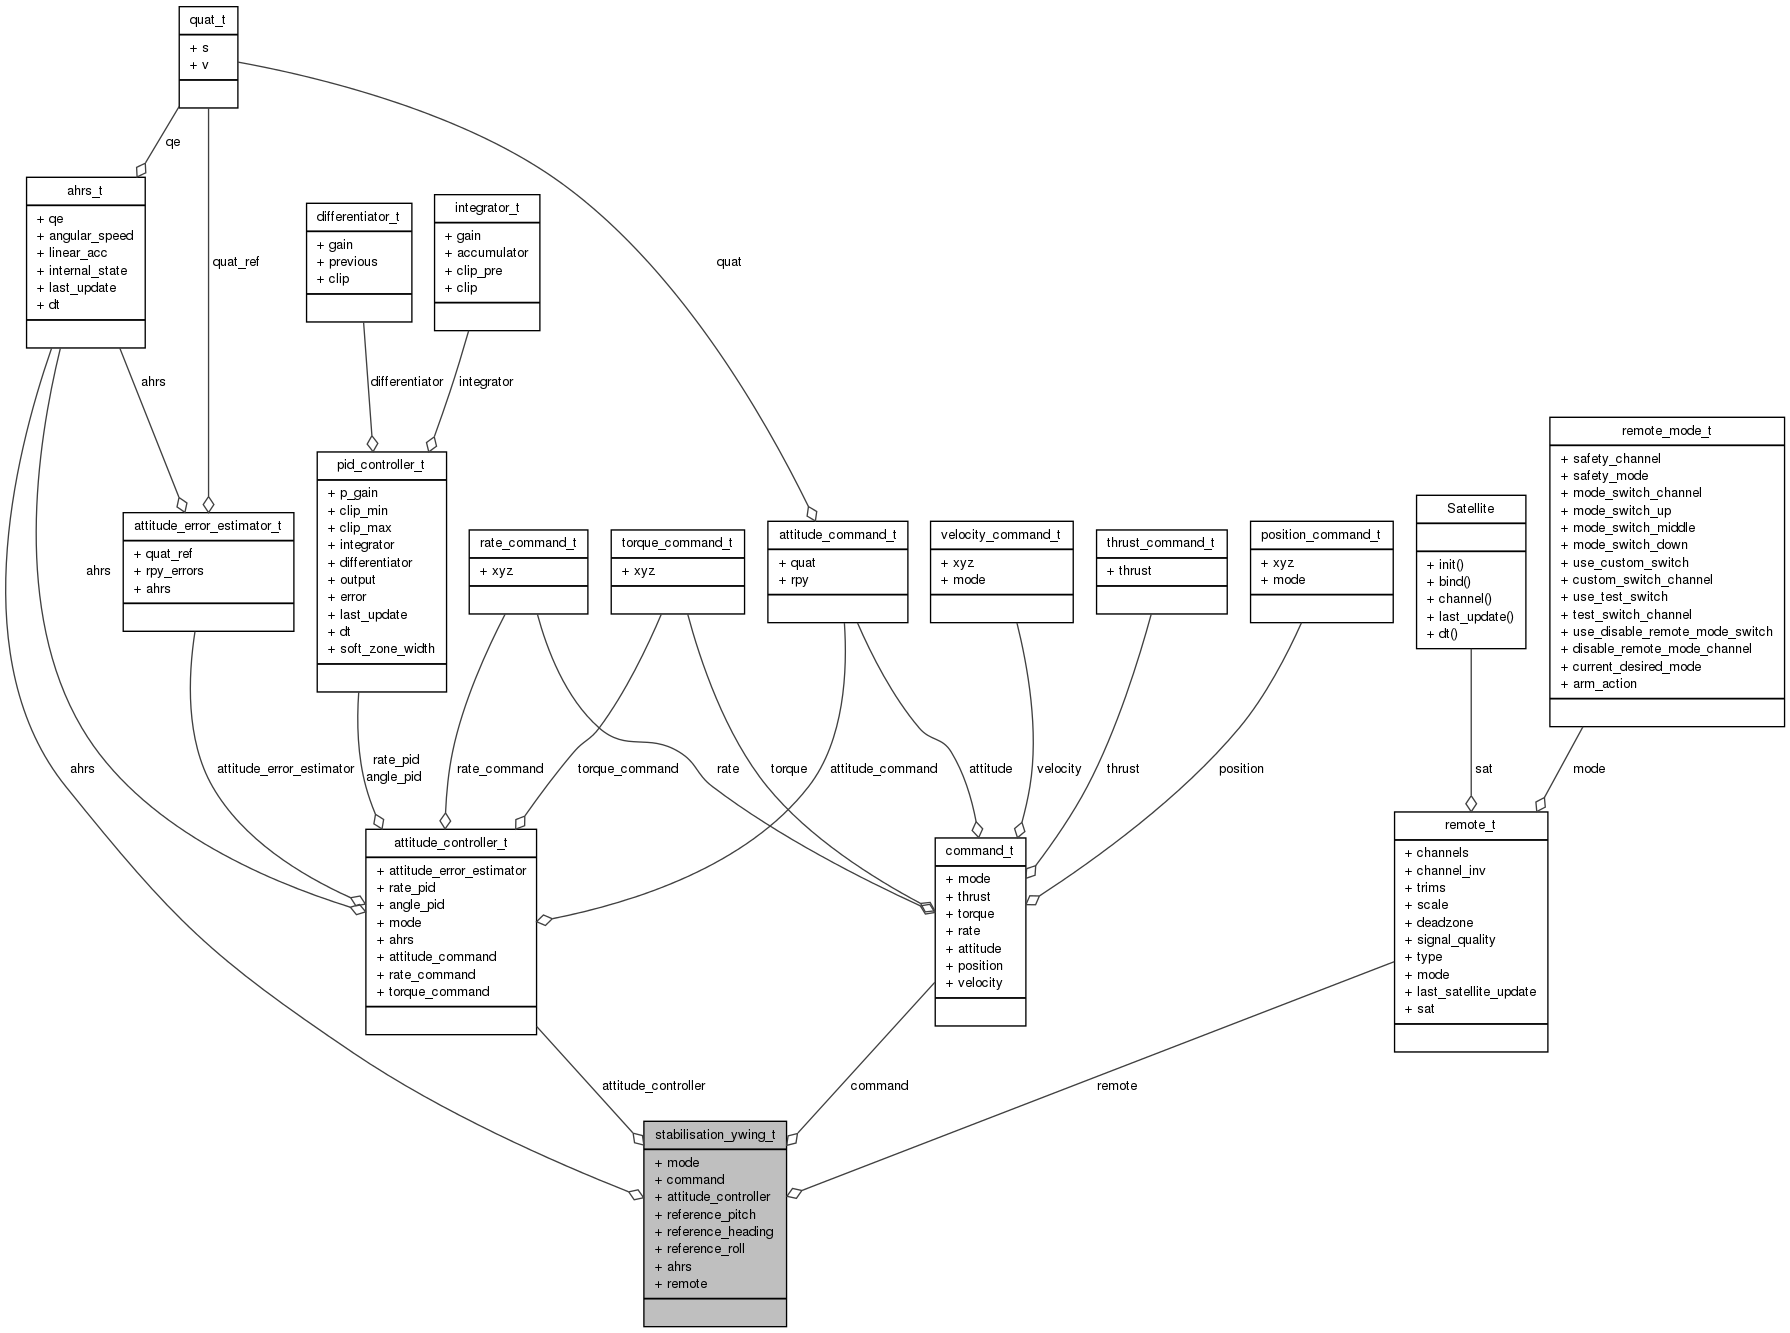 quat_t
+ s
+ v
qe
quat_ref
quat
ahrs_t
+ qe
+ angular_speed
+ linear_acc
+ internal_state
+ last_update
+ dt
differentiator_t
+ gain
+ previous
+ clip
integrator_t
+ gain
+ accumulator
+ clip_pre
+ clip
ahrs
differentiator
integrator
attitude_error_estimator_t
+ quat_ref
+ rpy_errors
+ ahrs
pid_controller_t
+ p_gain
+ clip_min
+ clip_max
+ integrator
+ differentiator
+ output
+ error
+ last_update
+ dt
+ soft_zone_width
rate_command_t
+ xyz
torque_command_t
+ xyz
attitude_command_t
+ quat
+ rpy
velocity_command_t
+ xyz
+ mode
thrust_command_t
+ thrust
position_command_t
+ xyz
+ mode
Satellite
+ init()
+ bind()
+ channel()
+ last_update()
+ dt()
remote_mode_t
+ safety_channel
+ safety_mode
+ mode_switch_channel
+ mode_switch_up
+ mode_switch_middle
+ mode_switch_down
+ use_custom_switch
+ custom_switch_channel
+ use_test_switch
+ test_switch_channel
+ use_disable_remote_mode_switch
+ disable_remote_mode_channel
+ current_desired_mode
+ arm_action
ahrs
ahrs
attitude_error_estimator
rate_pid
angle_pid
rate_command
torque_command
rate
torque
attitude_command
attitude
velocity
thrust
position
sat
mode
attitude_controller_t
+ attitude_error_estimator
+ rate_pid
+ angle_pid
+ mode
+ ahrs
+ attitude_command
+ rate_command
+ torque_command
command_t
+ mode
+ thrust
+ torque
+ rate
+ attitude
+ position
+ velocity
remote_t
+ channels
+ channel_inv
+ trims
+ scale
+ deadzone
+ signal_quality
+ type
+ mode
+ last_satellite_update
+ sat
attitude_controller
command
remote
stabilisation_ywing_t
+ mode
+ command
+ attitude_controller
+ reference_pitch
+ reference_heading
+ reference_roll
+ ahrs
+ remote